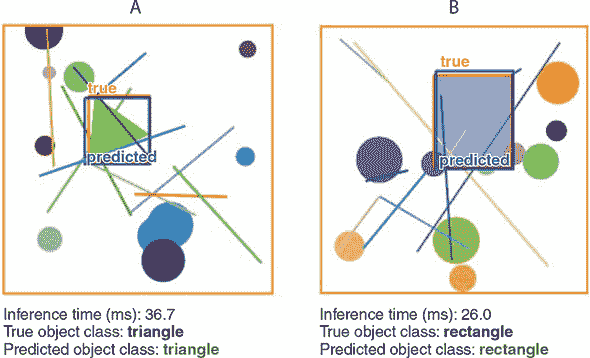 A
B
true
predicted
true
predicted
Inference time (ms): 36.7
True object class: triangle
Predicted object class: triangle
Inference time (ms): 26.0
True object class: rectangle
Predicted object class: rectangle